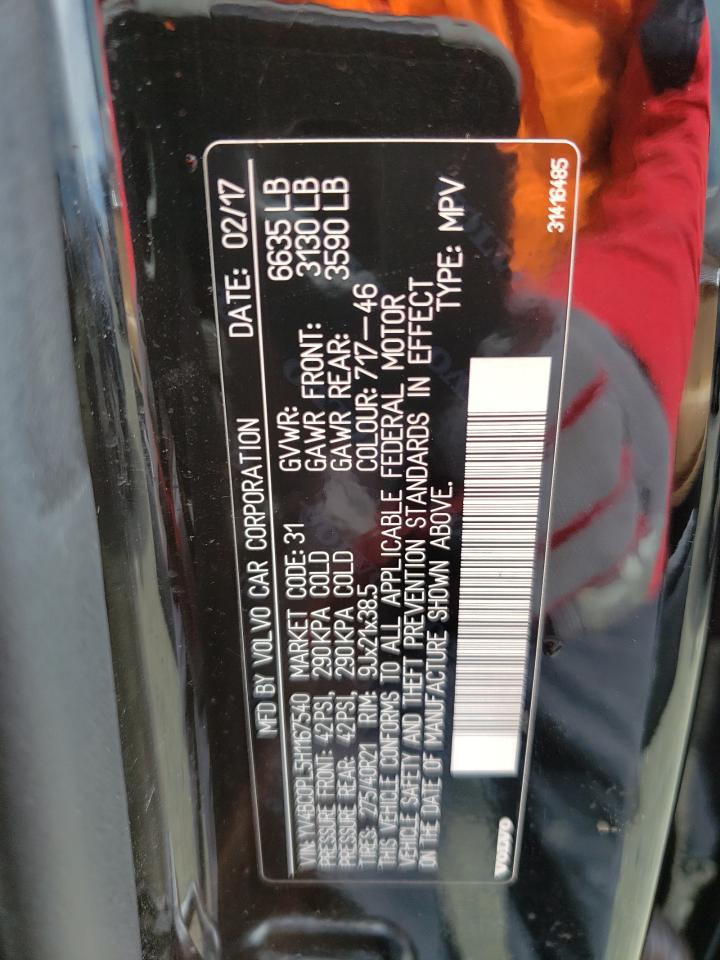 MFD BY VOLVO CAR CORPORATION DATE: 02/17
VIN: YV4BC0PL5H1167540 MARKET CODE: 31 GVWR: 6635 LB
PRESSURE FRONT: 42PSI, 290KPA COLD GAWR FRONT: 3130 LB
PRESSURE REAR: 42PSI, 290KPA COLD GAWR REAR: 3590 LB
TIRES: 275/40R21 RIM: 9Jx21x38.5 COLOUR: 717-46
THIS VEHICLE CONFORMS TO ALL APPLICABLE FEDERAL MOTOR
VEHICLE SAFETY AND THEFT PREVENTION STANDARDS IN EFFECT
ON THE DATE OF MANUFACTURE SHOWN ABOVE. TYPE: MPV
VOLVO 31416485